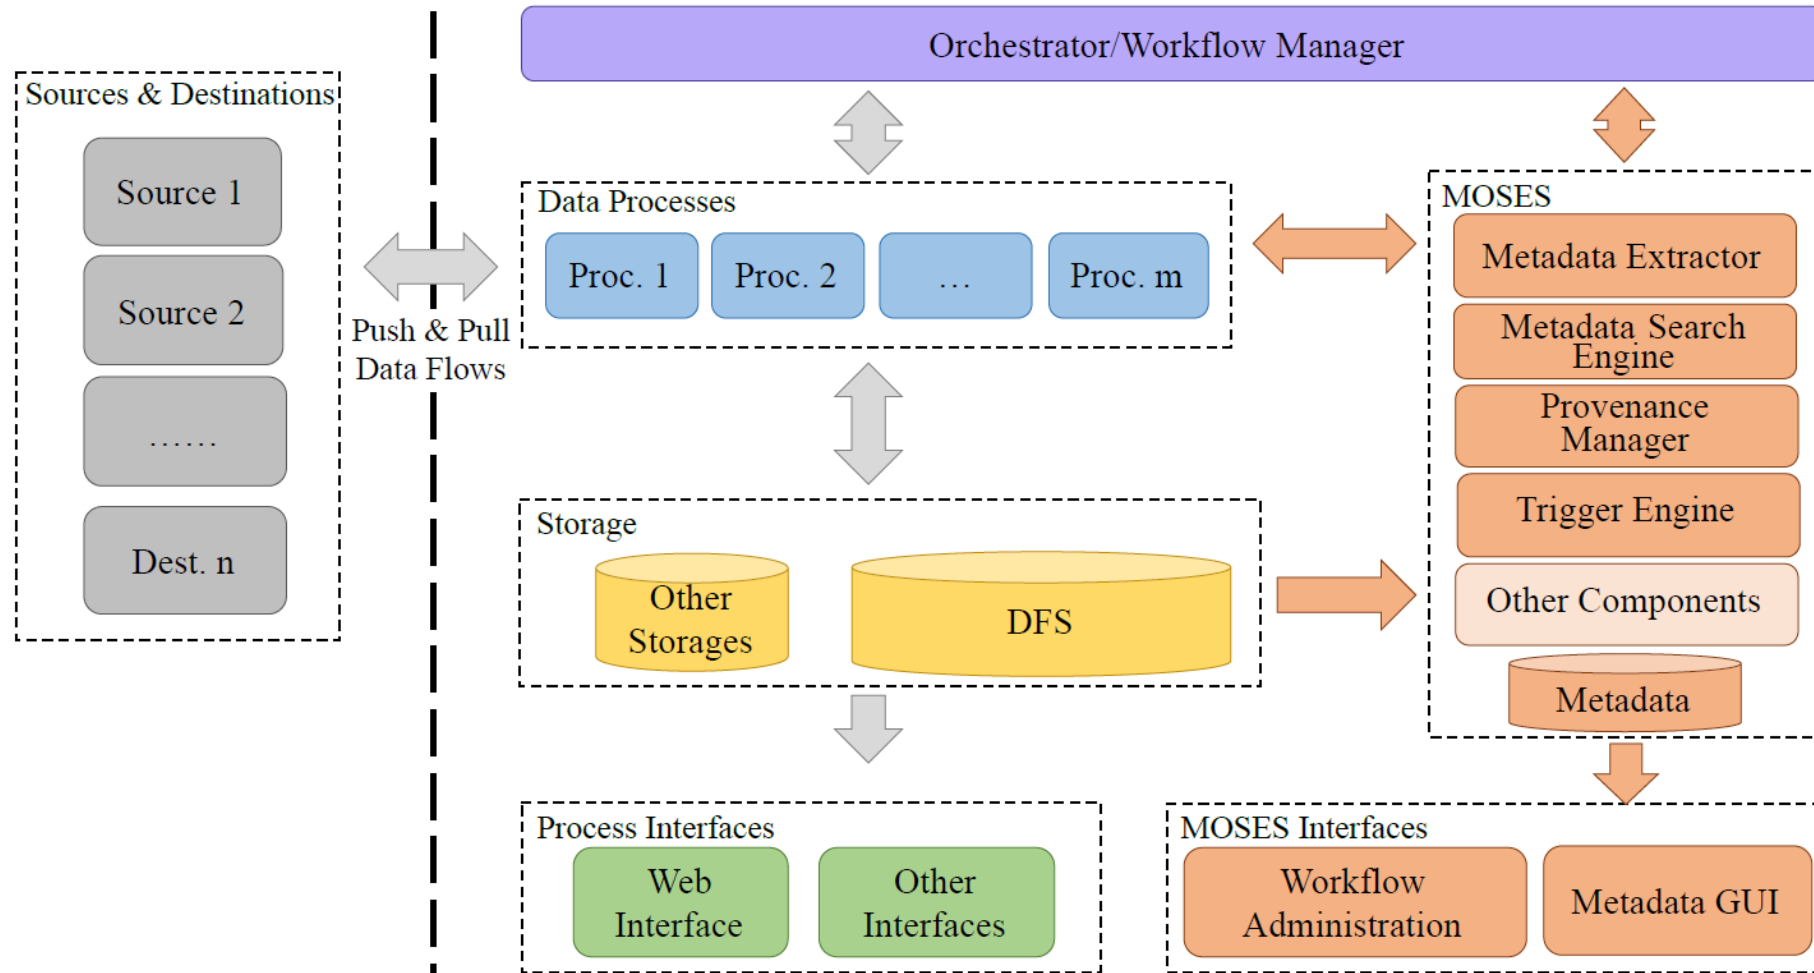 Orchestrator/Workflow Manager
Sources & Destinations
Source 1
Source 2
……
Dest. n
Push & Pull
Data Flows
Data Processes
Proc. 1
Proc. 2
...
Proc. m
Storage
Other
Storages
DFS
Process Interfaces
Web
Interface
Other
Interfaces
MOSES
Metadata Extractor
Metadata Search
Engine
Provenance
Manager
Trigger Engine
Other Components
Metadata
MOSES Interfaces
Workflow
Administration
Metadata GUI